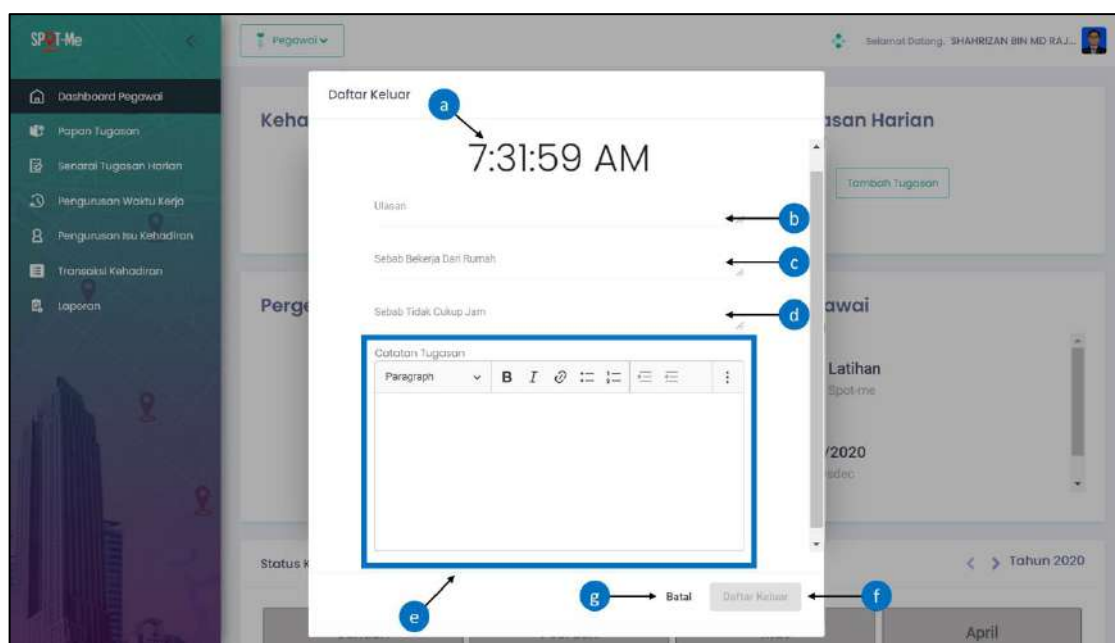 SPOT-Me
Pegawai
Selamat Datang, SHAHRIZAN BIN MD RAJ...
Dashboard Pegawai
Papan Tugasan
Senarai Tugasan Harian
Pengurusan Waktu Kerja
Pengurusan Isu Kehadiran
Transaksi Kehadiran
Laporan
Keha
asan Harian
Tambah Tugasan
Daftar Keluar
a
7:31:59 AM
Ulasan
b
Sebab Bekerja Dari Rumah
c
Sebab Tidak Cukup Jam
d
Catatan Tugasan
Paragraph
B I
e
g
Batal
Daftar Keluar
f
Perge
awai
Latihan
Spot-me
/2020
Status K
Tahun 2020
April